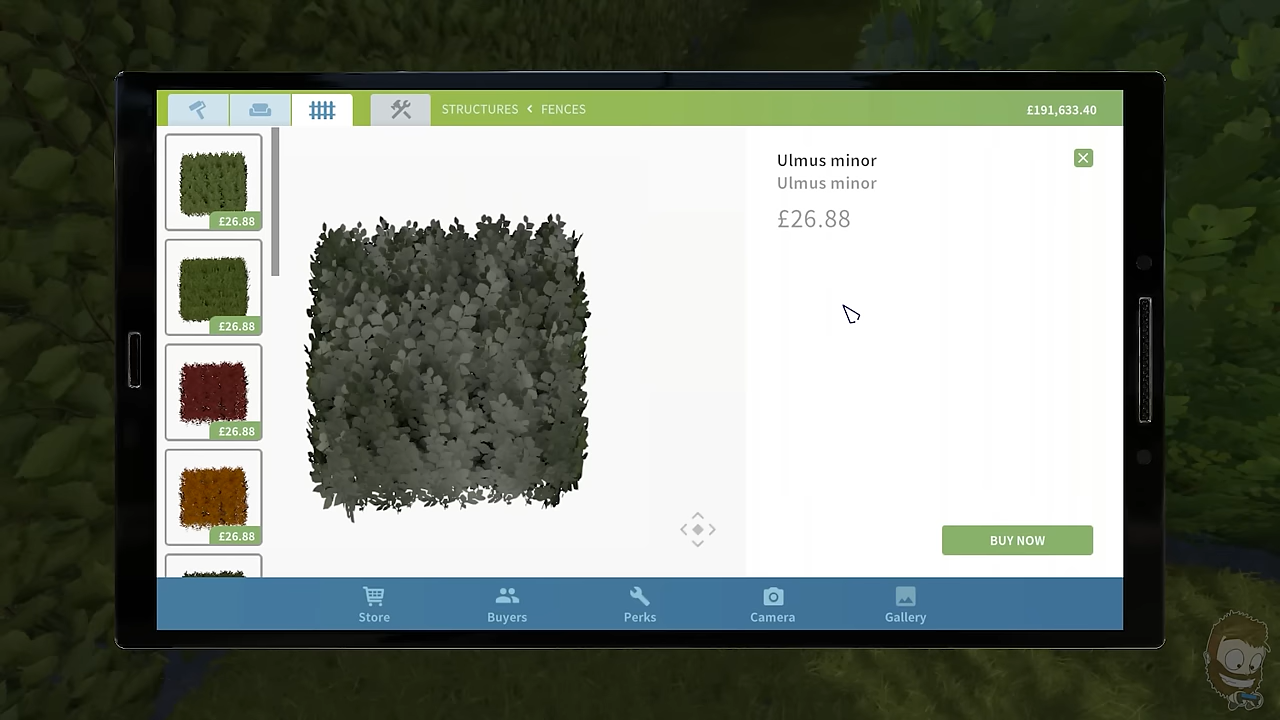 STRUCTURES < FENCES
£191,633.40
£26.88
£26.88
£26.88
£26.88
Ulmus minor
Ulmus minor
£26.88
BUY NOW
Store
Buyers
Perks
Camera
Gallery